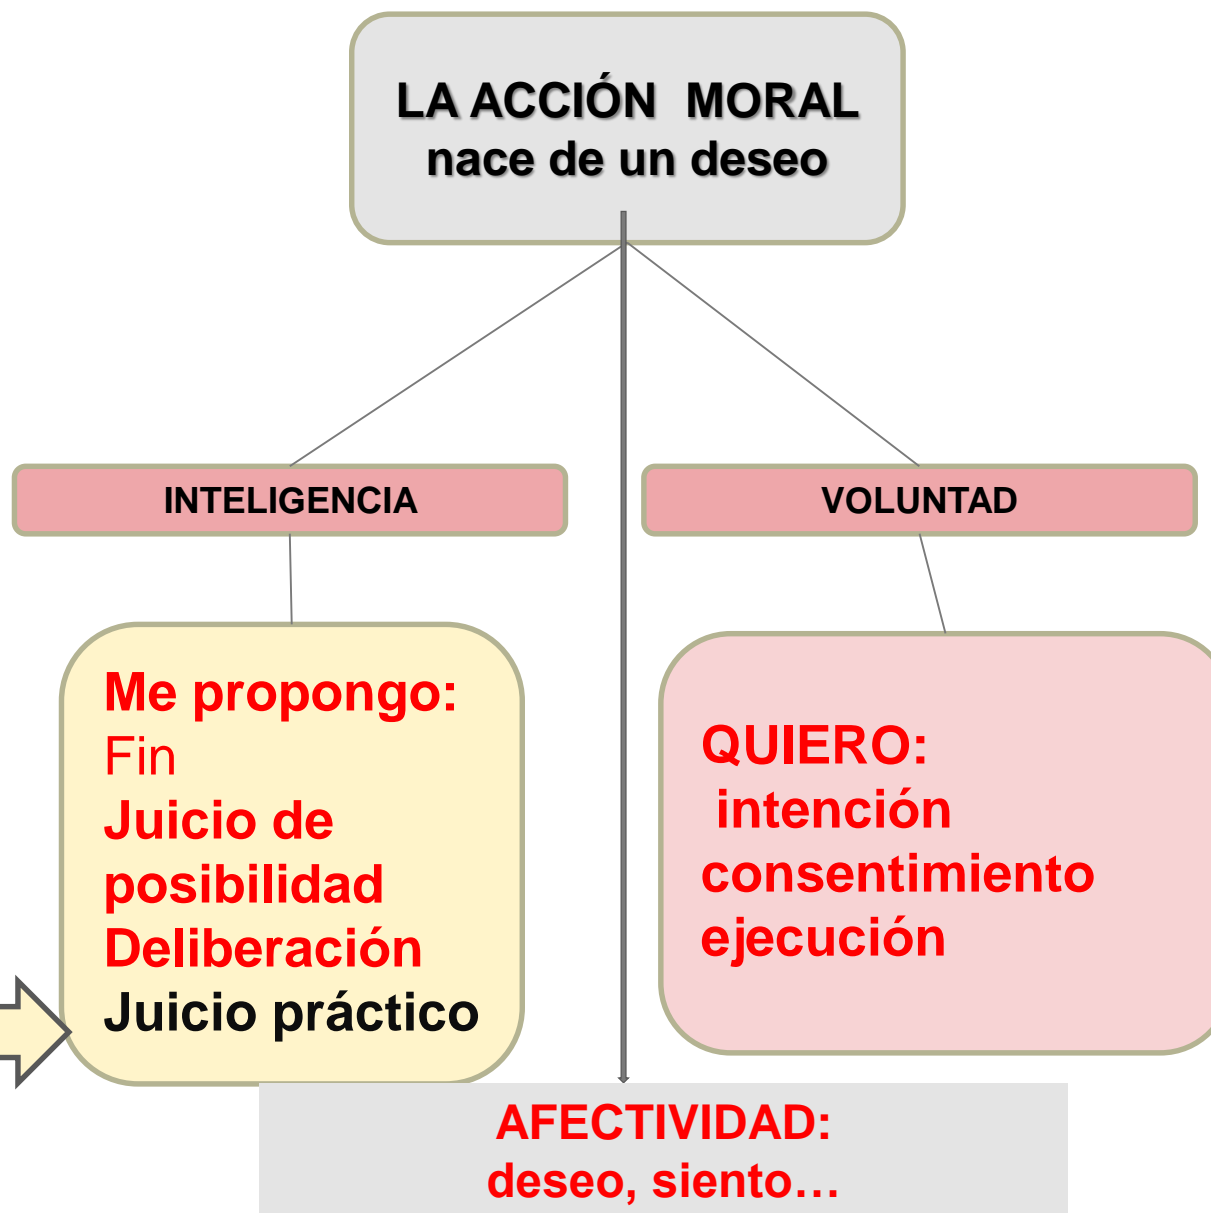 LA ACCIÓN MORAL
nace de un deseo
INTELIGENCIA
VOLUNTAD
Me propongo:
Fin
Juicio de
posibilidad
Deliberación
Juicio práctico
QUIERO:
intención
consentimiento
ejecución
AFECTIVIDAD:
deseo, siento…